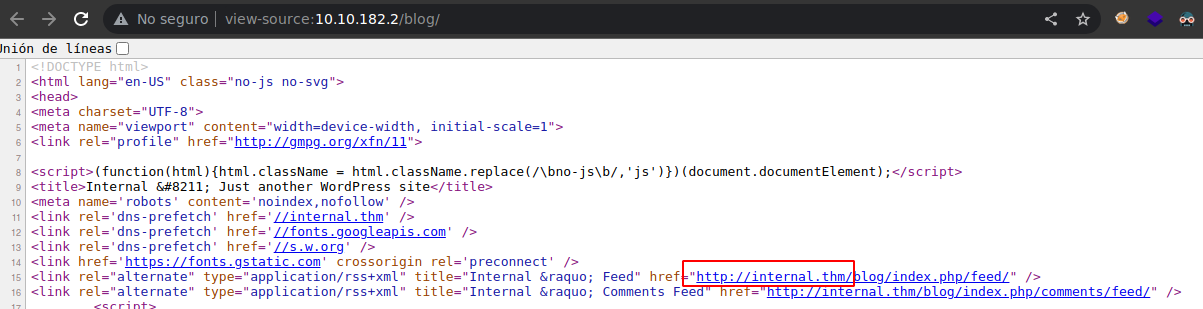 No seguro | view-source:10.10.182.2/blog/
Unión de líneas
1 <!DOCTYPE html>
2 <html lang="en-US" class="no-js no-svg">
3 <head>
4 <meta charset="UTF-8">
5 <meta name="viewport" content="width=device-width, initial-scale=1">
6 <link rel="profile" href="http://gmpg.org/xfn/11">
7
8 <script>(function(html){html.className = html.className.replace(/\bno-js\b/,'js')})(document.documentElement);</script>
9 <title>Internal &#8211; Just another WordPress site</title>
10 <meta name='robots' content='noindex,nofollow' />
11 <link rel='dns-prefetch' href='//internal.thm' />
12 <link rel='dns-prefetch' href='//fonts.googleapis.com' />
13 <link rel='dns-prefetch' href='//s.w.org' />
14 <link href='https://fonts.gstatic.com' crossorigin rel='preconnect' />
15 <link rel="alternate" type="application/rss+xml" title="Internal &raquo; Feed" href="http://internal.thm/blog/index.php/feed/" />
16 <link rel="alternate" type="application/rss+xml" title="Internal &raquo; Comments Feed" href="http://internal.thm/blog/index.php/comments/feed/" />
17 <script>